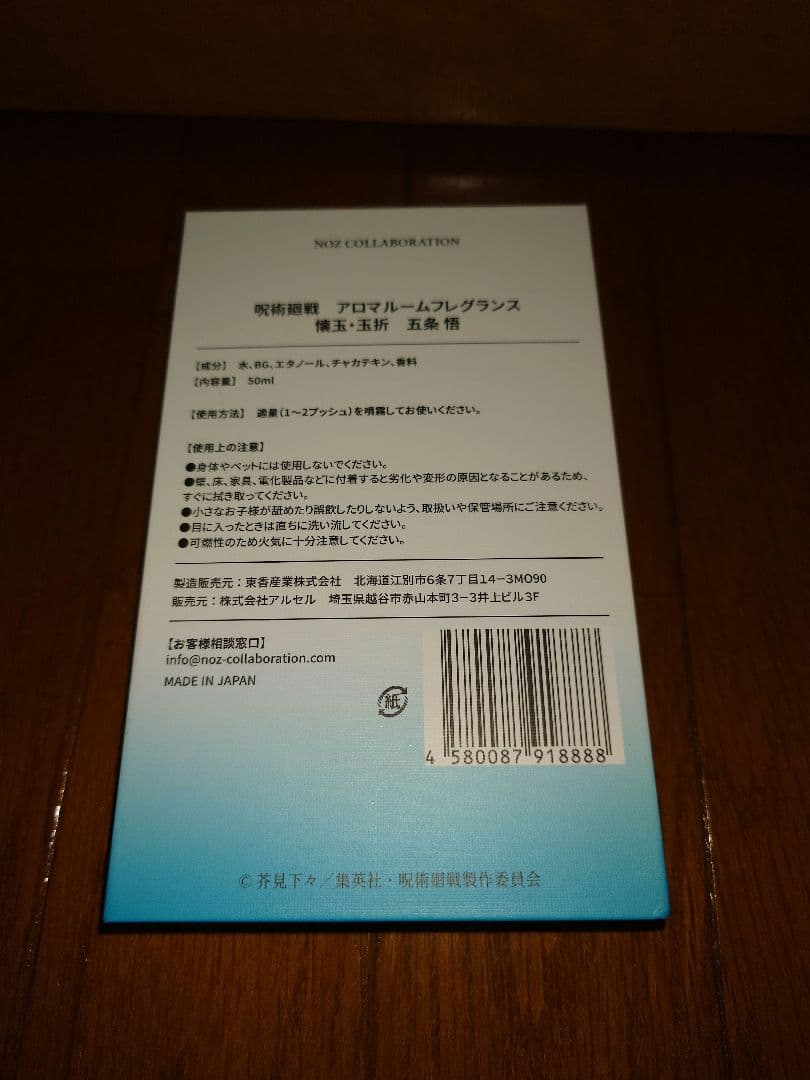 NOZ COLLABORATION
呪術廻戦　アロマルームフレグランス
懐玉・玉折　五条 悟
【成分】 水、BG、エタノール、チャカテキン、香料
【内容量】 50ml
【使用方法】 適量(1～2プッシュ)を噴霧してお使いください。
【使用上の注意】
●身体やペットには使用しないでください。
●壁、床、家具、電化製品などに付着すると劣化や変形の原因となることがあるため、
すぐに拭き取ってください。
●小さなお子様が舐めたり誤飲したりしないよう、取扱いや保管場所にご注意ください。
●目に入ったときは直ちに洗い流してください。
●可燃性のため火気に十分注意してください。
製造販売元：東香産業株式会社　北海道江別市6条7丁目14−3MO90
販売元：株式会社アルセル　埼玉県越谷市赤山本町3−3井上ビル3F
【お客様相談窓口】
info@noz-collaboration.com
MADE IN JAPAN
紙
4 580087 918888
© 芥見下々／集英社・呪術廻戦製作委員会